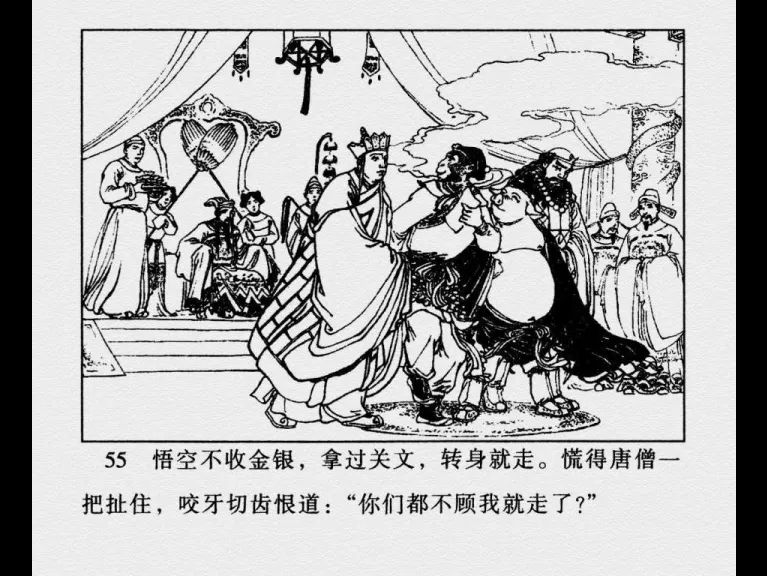 55 悟空不收金银，拿过关文，转身就走。慌得唐僧一
把扯住，咬牙切齿恨道：“你们都不顾我就走了？”